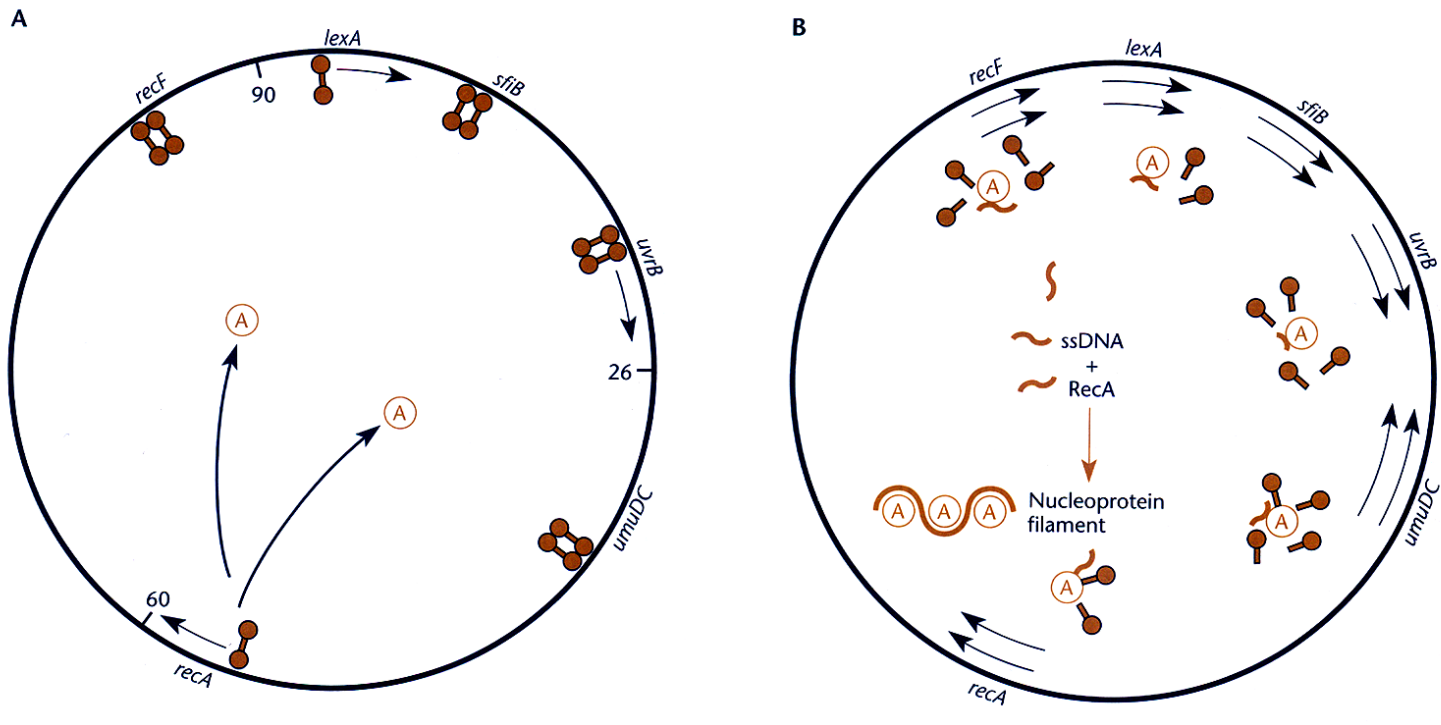 A
lexA
recF
90
sfiB
uvrB
A
26
A
umuDC
60
recA
B
lexA
recF
sfiB
A
A
uvrB
A
ssDNA
+
RecA
A A A
Nucleoprotein
filament
A
umuDC
A
recA